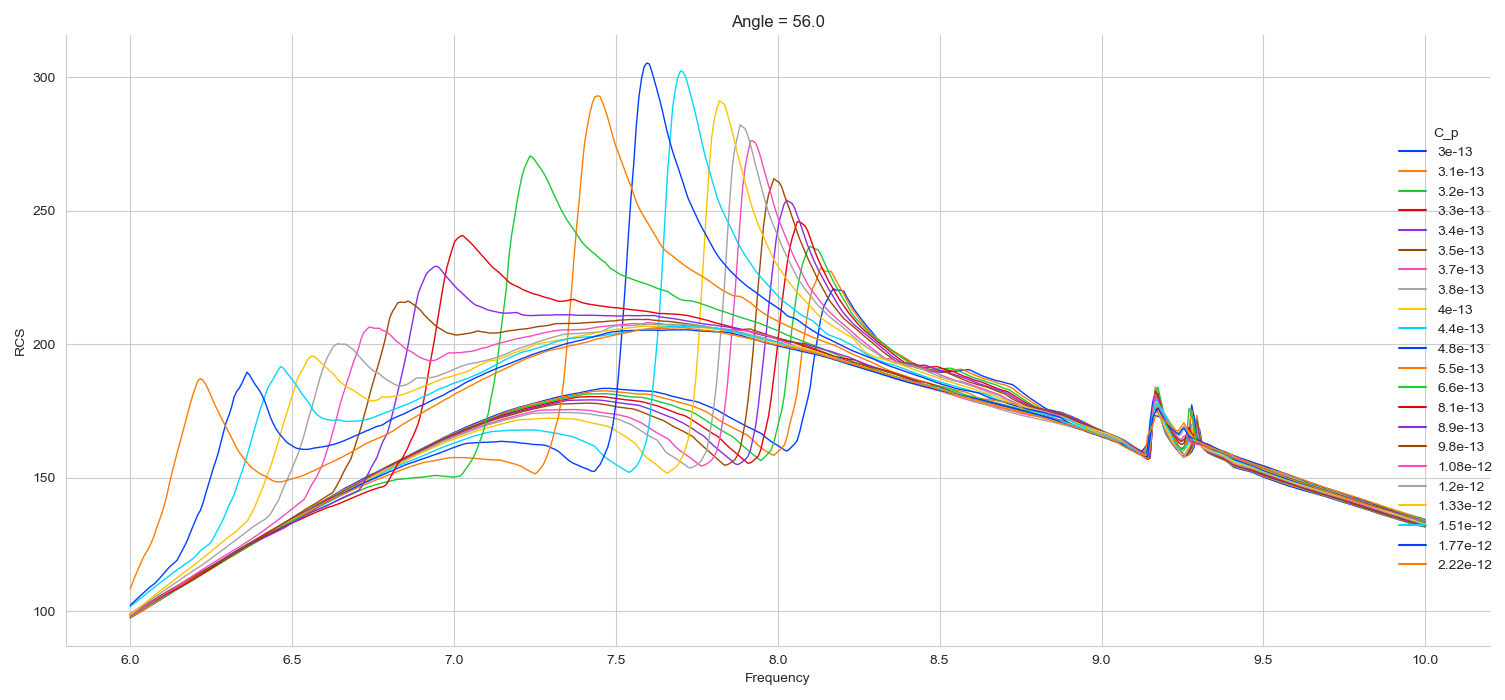 Angle = 56.0
300
250
200
150
100
RCS
6.0
6.5
7.0
7.5
8.0
8.5
9.0
9.5
10.0
Frequency
C_p
3e-13
3.1e-13
3.2e-13
3.3e-13
3.4e-13
3.5e-13
3.7e-13
3.8e-13
4e-13
4.4e-13
4.8e-13
5.5e-13
6.6e-13
8.1e-13
8.9e-13
9.8e-13
1.08e-12
1.2e-12
1.33e-12
1.51e-12
1.77e-12
2.22e-12